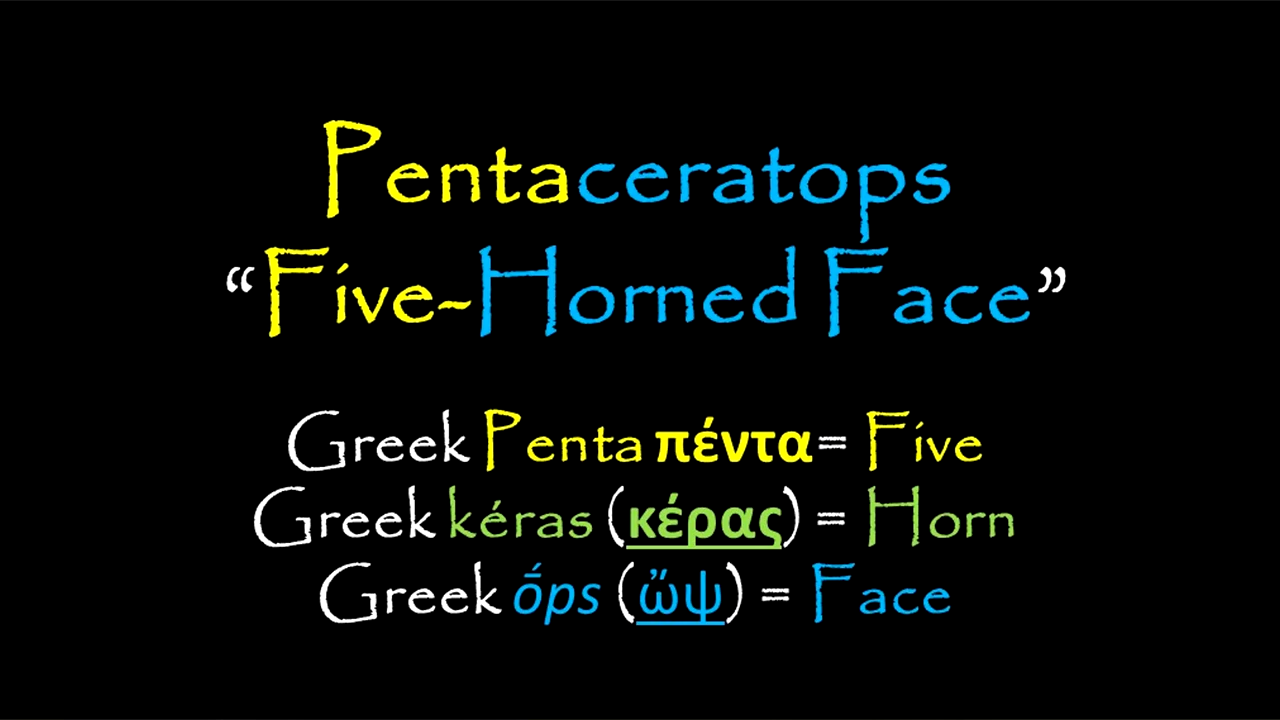 Pentaceratops
“Five-Horned Face”
Greek Penta πέντα= Five
Greek kéras (κέρας) = Horn
Greek ṓps (ὤψ) = Face